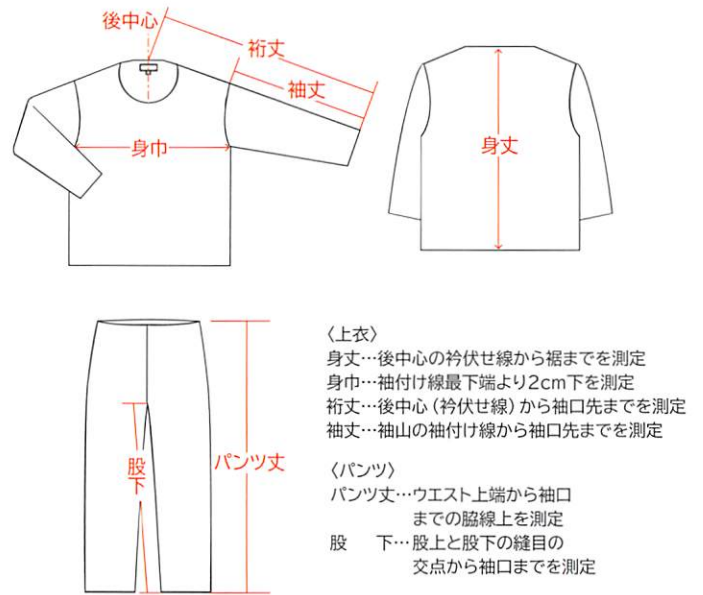 後中心
裄丈
袖丈
身巾
身丈
パンツ丈
股下
〈上衣〉
身丈…後中心の衿伏せ線から裾までを測定
身巾…袖付け線最下端より2cm下を測定
裄丈…後中心(衿伏せ線)から袖口先までを測定
袖丈…袖山の袖付け線から袖口先までを測定
〈パンツ〉
パンツ丈…ウエスト上端から袖口
までの脇線上を測定
股　下…股上と股下の縫目の
交点から袖口までを測定